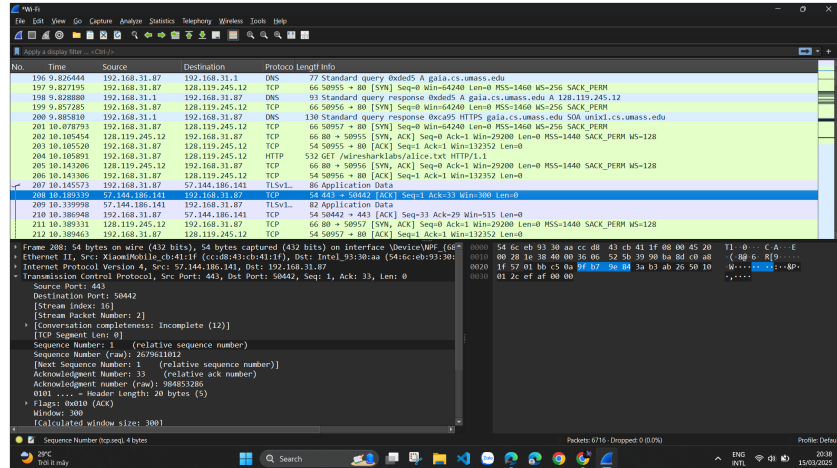 *Wi-Fi
File Edit View Go Capture Analyze Statistics Telephony Wireless Tools Help
Apply a display filter ... <Ctrl-/>
No. Time Source Destination Protoco Length Info
196 9.826444 192.168.31.87 192.168.31.1 DNS 77 Standard query 0xded5 A gaia.cs.umass.edu
197 9.827195 192.168.31.87 128.119.245.12 TCP 66 50955 → 80 [SYN] Seq=0 Win=64240 Len=0 MSS=1460 WS=256 SACK_PERM
198 9.828880 192.168.31.1 192.168.31.87 DNS 93 Standard query response 0xded5 A gaia.cs.umass.edu A 128.119.245.12
199 9.857285 192.168.31.87 128.119.245.12 TCP 66 50956 → 80 [SYN] Seq=0 Win=64240 Len=0 MSS=1460 WS=256 SACK_PERM
200 9.885810 192.168.31.1 192.168.31.87 DNS 130 Standard query response 0xca95 HTTPS gaia.cs.umass.edu SOA unix1.cs.umass.edu
201 10.078793 192.168.31.87 128.119.245.12 TCP 66 50957 → 80 [SYN] Seq=0 Win=64240 Len=0 MSS=1460 WS=256 SACK_PERM
202 10.105454 128.119.245.12 192.168.31.87 TCP 66 80 → 50955 [SYN, ACK] Seq=0 Ack=1 Win=29200 Len=0 MSS=1440 SACK_PERM WS=128
203 10.105520 192.168.31.87 128.119.245.12 TCP 54 50955 → 80 [ACK] Seq=1 Ack=1 Win=132352 Len=0
204 10.105891 192.168.31.87 128.119.245.12 HTTP 532 GET /wiresharklabs/alice.txt HTTP/1.1
205 10.143206 128.119.245.12 192.168.31.87 TCP 66 80 → 50956 [SYN, ACK] Seq=0 Ack=1 Win=29200 Len=0 MSS=1440 SACK_PERM WS=128
206 10.143306 192.168.31.87 128.119.245.12 TCP 54 50956 → 80 [ACK] Seq=1 Ack=1 Win=132352 Len=0
207 10.145573 192.168.31.87 57.144.186.141 TLSv1... 86 Application Data
208 10.189339 57.144.186.141 192.168.31.87 TCP 54 443 → 50442 [ACK] Seq=1 Ack=33 Win=300 Len=0
209 10.339998 57.144.186.141 192.168.31.87 TLSv1... 82 Application Data
210 10.386948 192.168.31.87 57.144.186.141 TCP 54 50442 → 443 [ACK] Seq=33 Ack=29 Win=515 Len=0
211 10.389331 128.119.245.12 192.168.31.87 TCP 66 80 → 50957 [SYN, ACK] Seq=0 Ack=1 Win=29200 Len=0 MSS=1440 SACK_PERM WS=128
212 10.389463 192.168.31.87 128.119.245.12 TCP 54 50957 → 80 [ACK] Seq=1 Ack=1 Win=132352 Len=0
Frame 208: 54 bytes on wire (432 bits), 54 bytes captured (432 bits) on interface \Device\NPF_{68
Ethernet II, Src: XiaomiMobile_cb:41:1f (cc:d8:43:cb:41:1f), Dst: Intel_93:30:aa (54:6c:eb:93:30:
Internet Protocol Version 4, Src: 57.144.186.141, Dst: 192.168.31.87
Transmission Control Protocol, Src Port: 443, Dst Port: 50442, Seq: 1, Ack: 33, Len: 0
Source Port: 443
Destination Port: 50442
[Stream index: 16]
[Stream Packet Number: 2]
[Conversation completeness: Incomplete (12)]
[TCP Segment Len: 0]
Sequence Number: 1 (relative sequence number)
Sequence Number (raw): 2679611012
[Next Sequence Number: 1 (relative sequence number)]
Acknowledgment Number: 33 (relative ack number)
Acknowledgment number (raw): 984853286
0101 .... = Header Length: 20 bytes (5)
Flags: 0x010 (ACK)
Window: 300
[Calculated window size: 300]
0000 54 6c eb 93 30 aa cc d8 43 cb 41 1f 08 00 45 20 Tl··0··· C·A···E
0010 00 28 1e 38 40 00 36 06 52 5b 39 90 ba 8d c0 a8 ·(·8@·6· R[9·····
0020 1f 57 01 bb c5 0a 9f b7 9e 84 3a b3 ab 26 50 10 ·W······ ··:··&P·
0030 01 2c ef af 00 00 ·,····
Sequence Number (tcp.seq), 4 bytes
Packets: 6716 · Dropped: 0 (0.0%)
Profile: Defau
29°C
Trời ít mây
Search
Zalo
ENG
INTL
20:38
15/03/2025